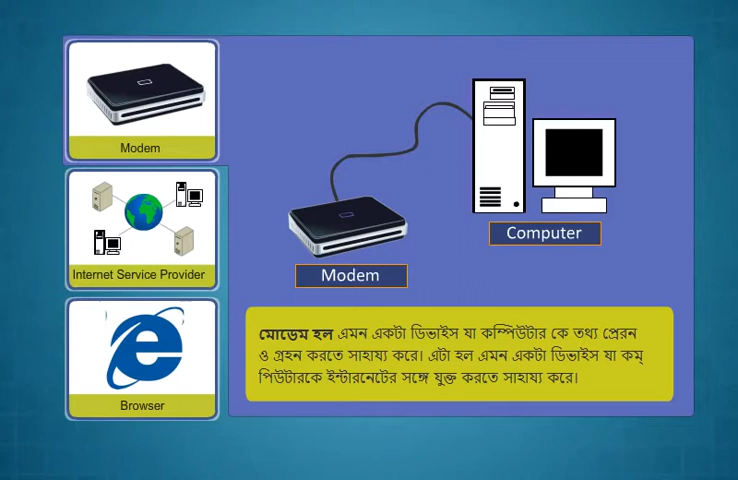 Modem
Internet Service Provider
Browser
Modem
Computer
মোডেম হল এমন একটা ডিভাইস যা কম্পিউটার কে তথ্য প্রেরন
ও গ্রহন করতে সাহায্য করে। এটা হল এমন একটা ডিভাইস যা কম্
পিউটারকে ইন্টারনেটের সঙ্গে যুক্ত করতে সাহায্য করে।